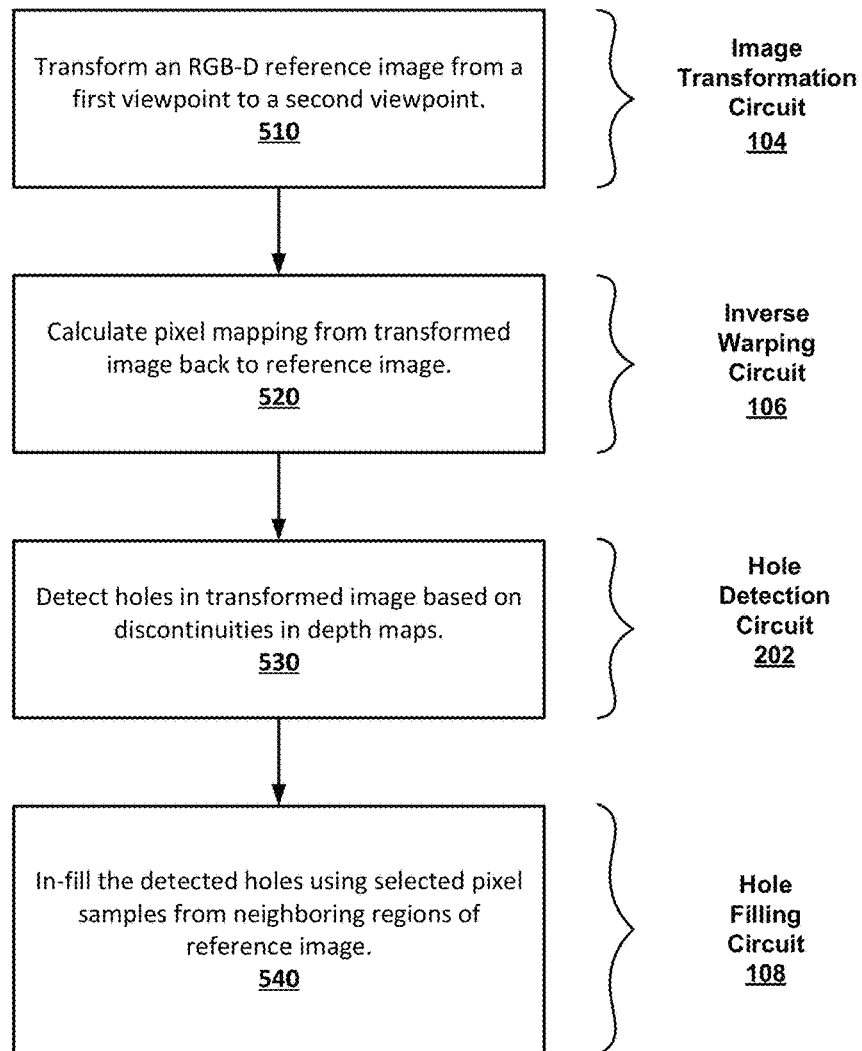 Transform an RGB-D reference image from a
first viewpoint to a second viewpoint.
510
Image
Transformation
Circuit
104
Calculate pixel mapping from transformed
image back to reference image.
520
Inverse
Warping
Circuit
106
Detect holes in transformed image based on
discontinuities in depth maps.
530
Hole
Detection
Circuit
202
In-fill the detected holes using selected pixel
samples from neighboring regions of
reference image.
540
Hole
Filling
Circuit
108